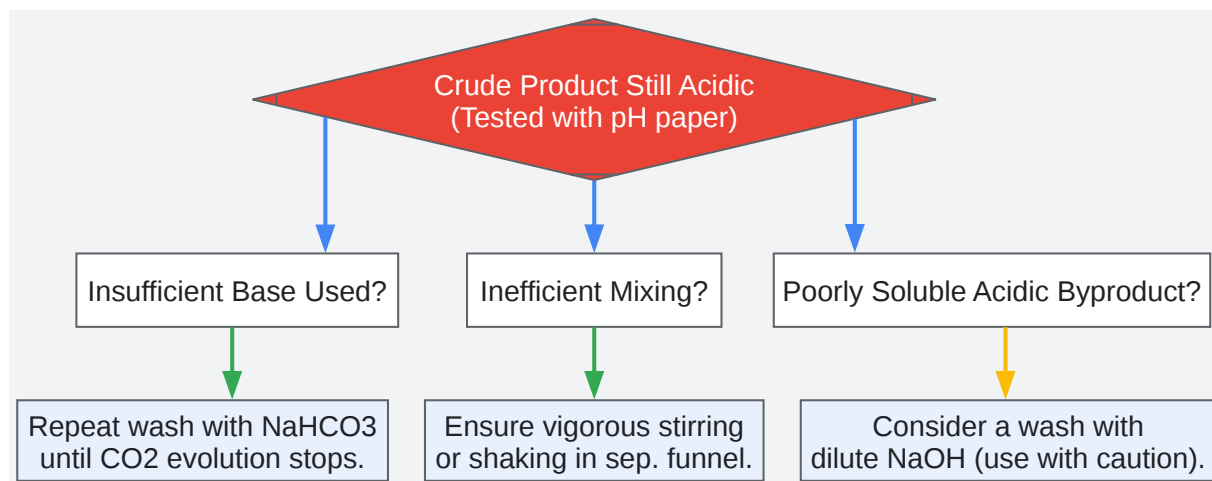 Crude Product Still Acidic
(Tested with pH paper)
Insufficient Base Used?
Inefficient Mixing?
Poorly Soluble Acidic Byproduct?
Repeat wash with NaHCO3
until CO2 evolution stops.
Ensure vigorous stirring
or shaking in sep. funnel.
Consider a wash with
dilute NaOH (use with caution).